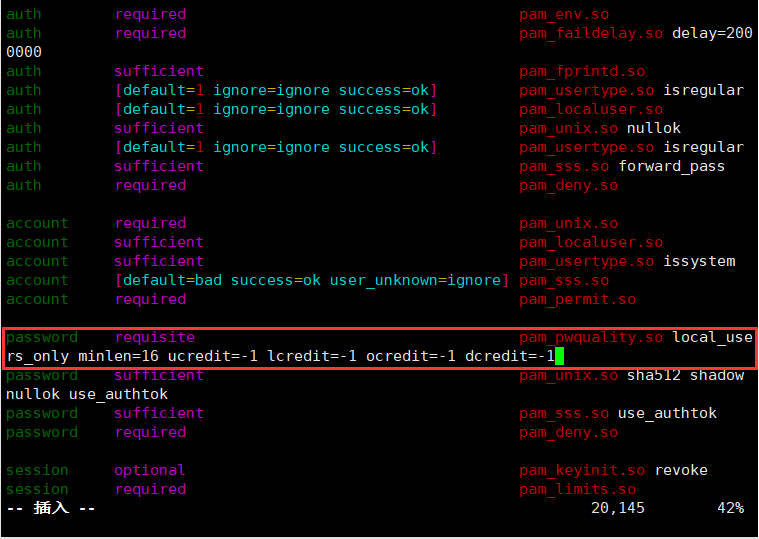 auth        required                                     pam_env.so
auth        required                                     pam_faildelay.so delay=200
0000
auth        sufficient                                   pam_fprintd.so
auth        [default=1 ignore=ignore success=ok]         pam_usertype.so isregular
auth        [default=1 ignore=ignore success=ok]         pam_localuser.so
auth        sufficient                                   pam_unix.so nullok
auth        [default=1 ignore=ignore success=ok]         pam_usertype.so isregular
auth        sufficient                                   pam_sss.so forward_pass
auth        required                                     pam_deny.so

account     required                                     pam_unix.so
account     sufficient                                   pam_localuser.so
account     sufficient                                   pam_usertype.so issystem
account     [default=bad success=ok user_unknown=ignore] pam_sss.so
account     required                                     pam_permit.so

password    requisite                                    pam_pwquality.so local_use
rs_only minlen=16 ucredit=-1 lcredit=-1 ocredit=-1 dcredit=-1
password    sufficient                                   pam_unix.so sha512 shadow
nullok use_authtok
password    sufficient                                   pam_sss.so use_authtok
password    required                                     pam_deny.so

session     optional                                     pam_keyinit.so revoke
session     required                                     pam_limits.so
-- 插入 --                                                       20,145        42%